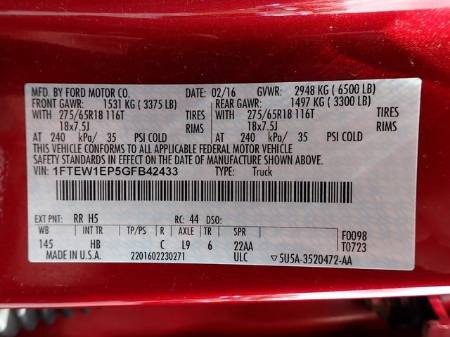 MFD. BY FORD MOTOR CO. DATE: 02/16 GVWR: 2948 KG ( 6500 LB)
FRONT GAWR: 1531 KG ( 3375 LB) REAR GAWR: 1497 KG ( 3300 LB)
WITH 275/65R18 116T TIRES WITH 275/65R18 116T TIRES
18x7.5J RIMS 18x7.5J RIMS
AT 240 kPa/ 35 PSI COLD AT 240 kPa/ 35 PSI COLD
THIS VEHICLE CONFORMS TO ALL APPLICABLE FEDERAL MOTOR VEHICLE
SAFETY STANDARDS IN EFFECT ON THE DATE OF MANUFACTURE SHOWN ABOVE.
VIN: 1FTEW1EP5GFB42433 TYPE: Truck
EXT PNT: RR H5 RC: 44 DSO: F0098
WB INT TR TP/PS R AXLE TR SPR T0723
145 HB C L9 6 22AA
MADE IN U.S.A. 2201602230271 ULC ▽5U5A-3520472-AA